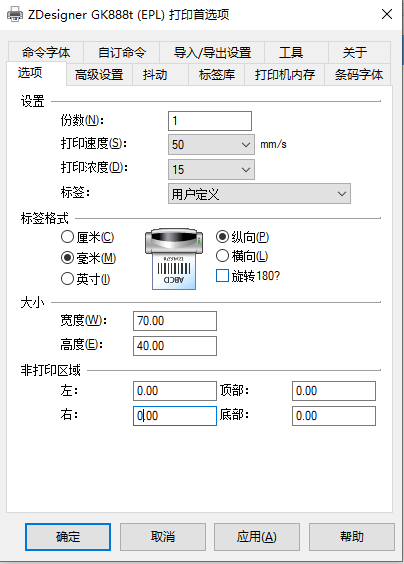 ZDesigner GK888t (EPL) 打印首选项
命令字体 自订命令 导入/导出设置 工具 关于
选项 高级设置 抖动 标签库 打印机内存 条码字体
设置
份数(N): 1
打印速度(S): 50 mm/s
打印浓度(D): 15
标签: 用户定义
标签格式
厘米(C) 纵向(P)
毫米(M) 横向(L)
英寸(I) 旋转180?
ABCD
大小
宽度(W): 70.00
高度(E): 40.00
非打印区域
左: 0.00 顶部: 0.00
右: 0.00 底部: 0.00
确定 取消 应用(A) 帮助